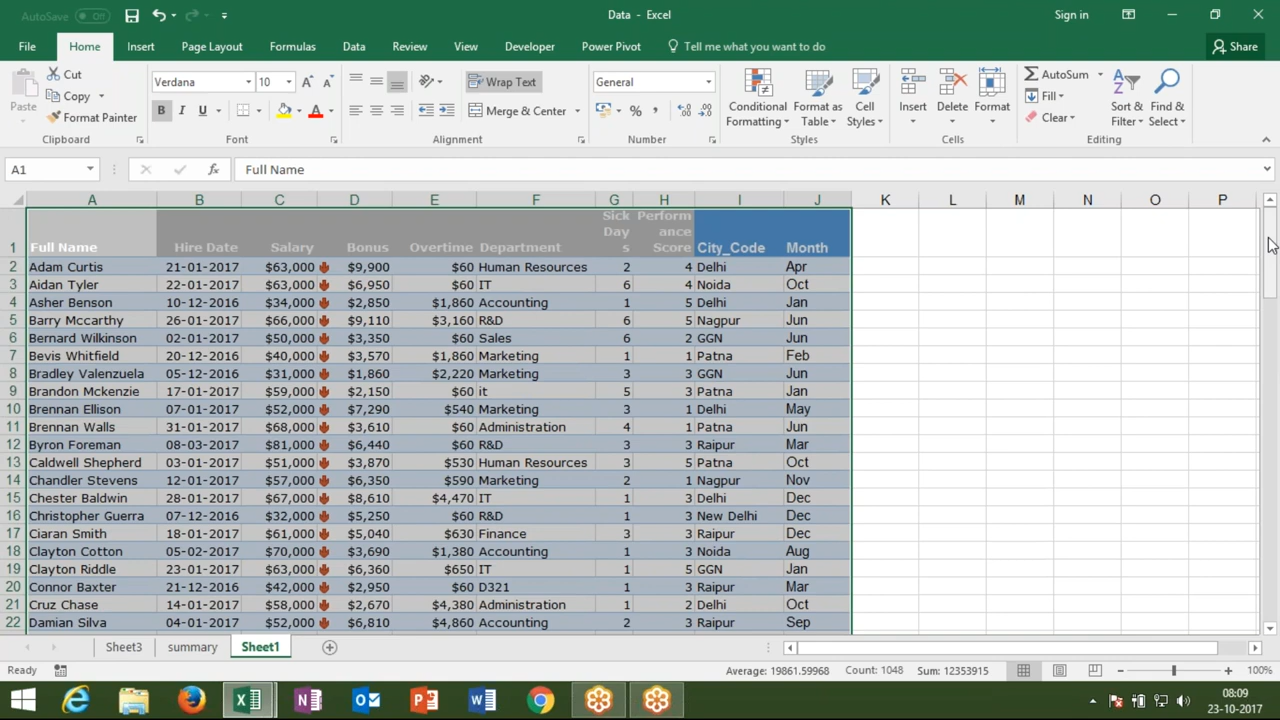 AutoSave Off Data - Excel Sign in
File Home Insert Page Layout Formulas Data Review View Developer Power Pivot Tell me what you want to do Share
Paste Cut Copy Format Painter Clipboard
Verdana 10 B I U A Font
Wrap Text Merge & Center Alignment
General % , Number
Conditional Formatting Format as Table Cell Styles Styles
Insert Delete Format Cells
AutoSum Fill Clear Sort & Filter Find & Select Editing
A1 fx Full Name
A B C D E F G H I J K L M N O P
1 Full Name Hire Date Salary Bonus Overtime Department Sick Days Performance Score City_Code Month
2 Adam Curtis 21-01-2017 $63,000 $9,900 $60 Human Resources 2 4 Delhi Apr
3 Aidan Tyler 22-01-2017 $63,000 $6,950 $60 IT 6 4 Noida Oct
4 Asher Benson 10-12-2016 $34,000 $2,850 $1,860 Accounting 1 5 Delhi Jan
5 Barry Mccarthy 26-01-2017 $66,000 $9,110 $3,160 R&D 6 5 Nagpur Jun
6 Bernard Wilkinson 02-01-2017 $50,000 $3,350 $60 Sales 6 2 GGN Jun
7 Bevis Whitfield 20-12-2016 $40,000 $3,570 $1,860 Marketing 1 1 Patna Feb
8 Bradley Valenzuela 05-12-2016 $31,000 $1,860 $2,220 Marketing 3 3 GGN Jun
9 Brandon Mckenzie 17-01-2017 $59,000 $2,150 $60 it 5 3 Patna Jan
10 Brennan Ellison 07-01-2017 $52,000 $7,290 $540 Marketing 3 1 Delhi May
11 Brennan Walls 31-01-2017 $68,000 $3,610 $60 Administration 4 1 Patna Jun
12 Byron Foreman 08-03-2017 $81,000 $6,440 $60 R&D 3 3 Raipur Mar
13 Caldwell Shepherd 03-01-2017 $51,000 $3,870 $530 Human Resources 3 5 Patna Oct
14 Chandler Stevens 12-01-2017 $57,000 $6,350 $590 Marketing 2 1 Nagpur Nov
15 Chester Baldwin 28-01-2017 $67,000 $8,610 $4,470 IT 1 3 Delhi Dec
16 Christopher Guerra 07-12-2016 $32,000 $5,250 $60 R&D 1 3 New Delhi Dec
17 Ciaran Smith 18-01-2017 $61,000 $5,040 $630 Finance 3 3 Raipur Dec
18 Clayton Cotton 05-02-2017 $70,000 $3,690 $1,380 Accounting 1 3 Noida Aug
19 Clayton Riddle 23-01-2017 $63,000 $6,360 $650 IT 1 5 GGN Jan
20 Connor Baxter 21-12-2016 $42,000 $2,950 $60 D321 1 3 Raipur Mar
21 Cruz Chase 14-01-2017 $58,000 $2,670 $4,380 Administration 1 2 Delhi Oct
22 Damian Silva 04-01-2017 $52,000 $6,810 $4,860 Accounting 2 3 Raipur Sep
Sheet3 summary Sheet1
Ready Average: 19861.59968 Count: 1048 Sum: 12353915 100%
08:09
23-10-2017